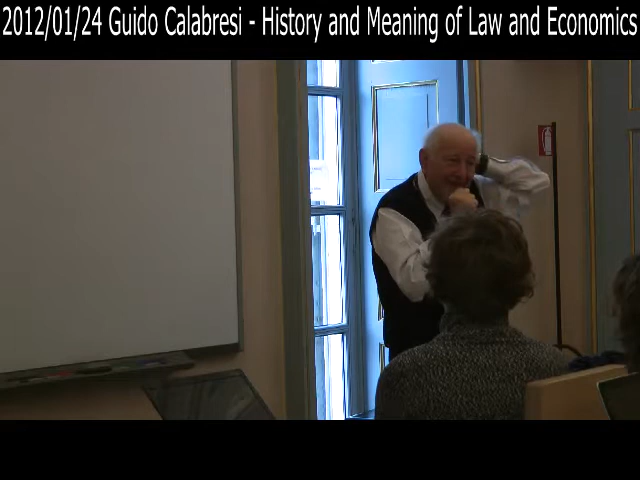 2012/01/24 Guido Calabresi - History and Meaning of Law and Economics